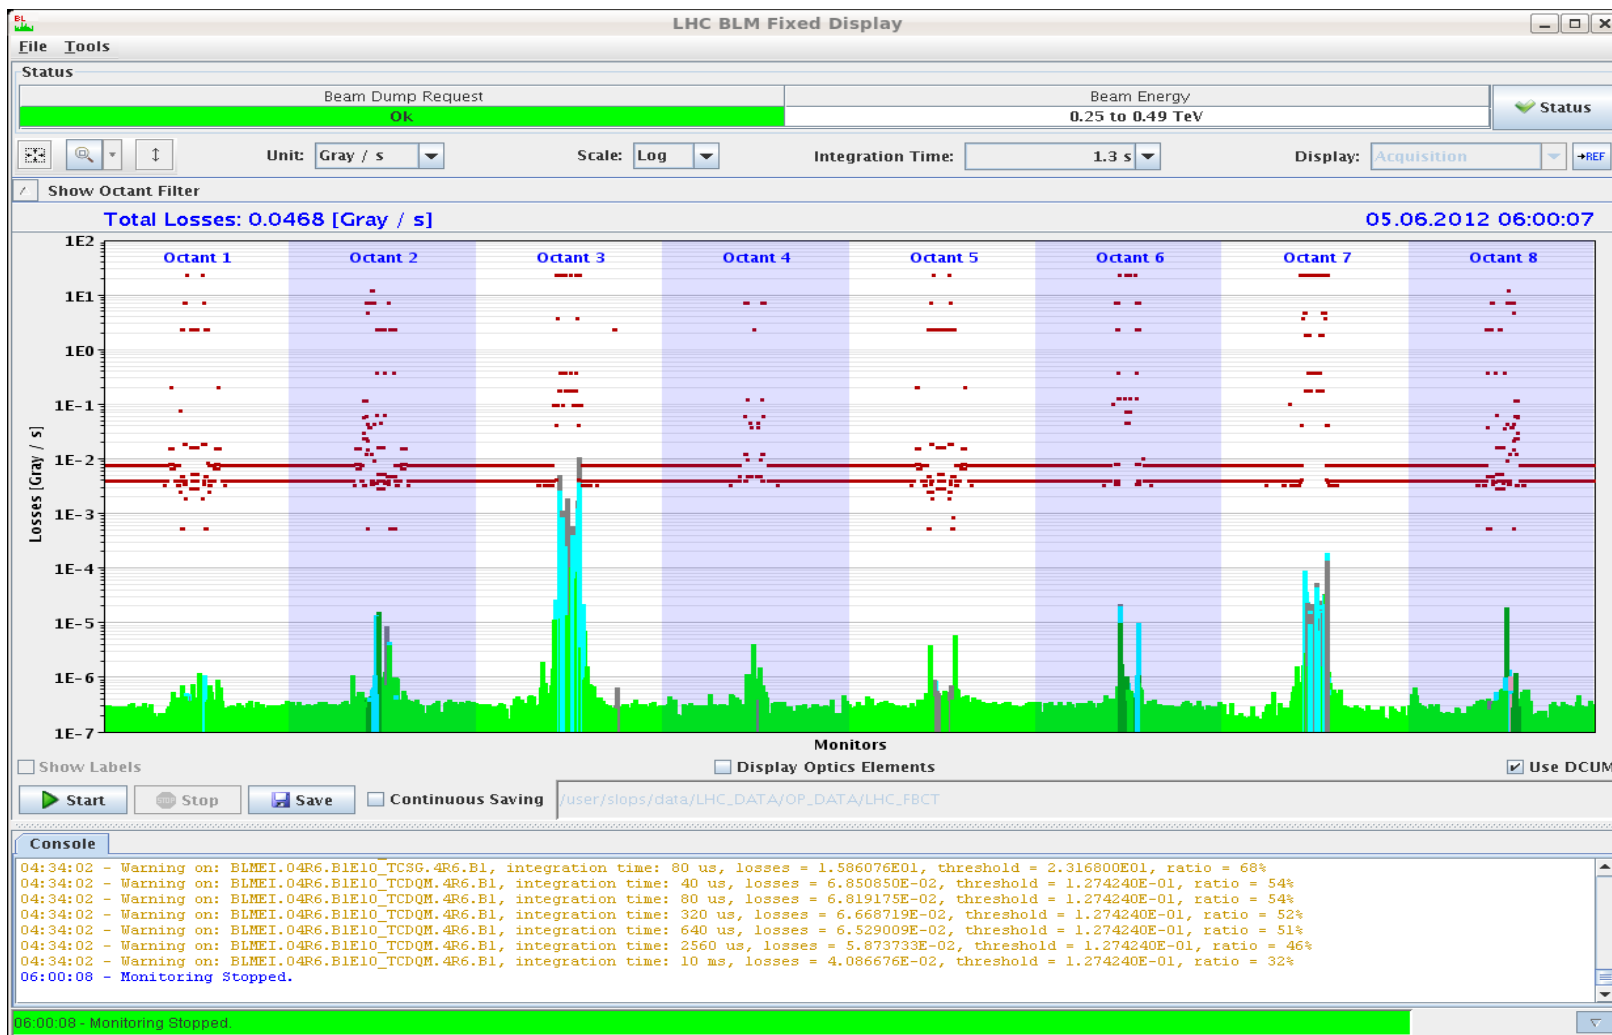 BL
LHC BLM Fixed Display
File Tools
Status
Beam Dump Request Beam Energy
Ok 0.25 to 0.49 TeV
Status
Unit: Gray / s Scale: Log Integration Time: 1.3 s Display: Acquisition →REF
Show Octant Filter
Total Losses: 0.0468 [Gray / s] 05.06.2012 06:00:07
Octant 1 Octant 2 Octant 3 Octant 4 Octant 5 Octant 6 Octant 7 Octant 8
1E2
1E1
1E0
1E-1
1E-2
1E-3
1E-4
1E-5
1E-6
1E-7
Losses [Gray / s]
Monitors
Show Labels Display Optics Elements Use DCUM
Start STOP Stop Save Continuous Saving /user/slops/data/LHC_DATA/OP_DATA/LHC_FBCT
Console
04:34:02 - Warning on: BLMEI.04R6.B1E10_TCSG.4R6.B1, integration time: 80 us, losses = 1.586076E01, threshold = 2.316800E01, ratio = 68%
04:34:02 - Warning on: BLMEI.04R6.B1E10_TCDQM.4R6.B1, integration time: 40 us, losses = 6.850850E-02, threshold = 1.274240E-01, ratio = 54%
04:34:02 - Warning on: BLMEI.04R6.B1E10_TCDQM.4R6.B1, integration time: 80 us, losses = 6.819175E-02, threshold = 1.274240E-01, ratio = 54%
04:34:02 - Warning on: BLMEI.04R6.B1E10_TCDQM.4R6.B1, integration time: 320 us, losses = 6.668719E-02, threshold = 1.274240E-01, ratio = 52%
04:34:02 - Warning on: BLMEI.04R6.B1E10_TCDQM.4R6.B1, integration time: 640 us, losses = 6.529009E-02, threshold = 1.274240E-01, ratio = 51%
04:34:02 - Warning on: BLMEI.04R6.B1E10_TCDQM.4R6.B1, integration time: 2560 us, losses = 5.873733E-02, threshold = 1.274240E-01, ratio = 46%
04:34:02 - Warning on: BLMEI.04R6.B1E10_TCDQM.4R6.B1, integration time: 10 ms, losses = 4.086676E-02, threshold = 1.274240E-01, ratio = 32%
06:00:08 - Monitoring Stopped.
06:00:08 - Monitoring Stopped.